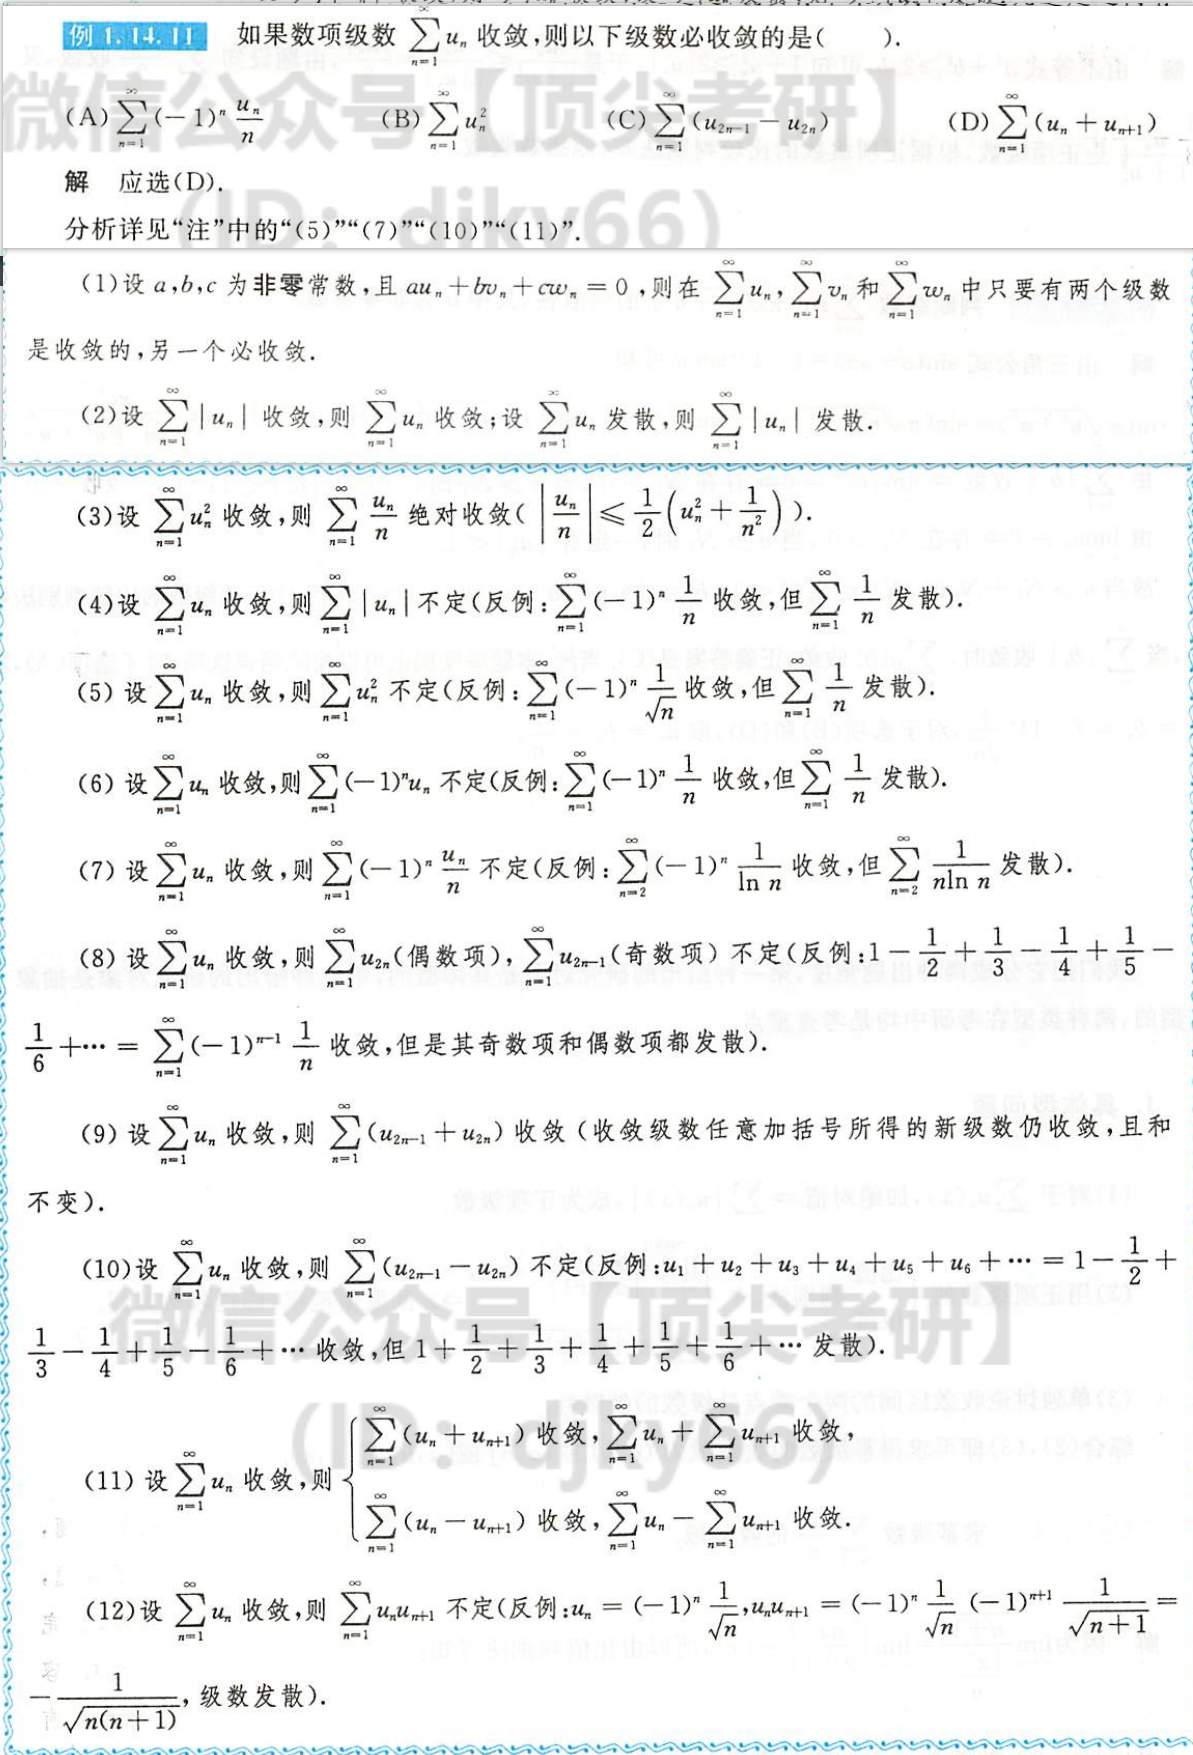 例 1.14.11 如果数项级数 $\sum_{n=1}^{\infty} u_n$ 收敛,则以下级数必收敛的是( ).
(A) $\sum_{n=1}^{\infty} (-1)^n \frac{u_n}{n}$ (B) $\sum_{n=1}^{\infty} u_n^2$ (C) $\sum_{n=1}^{\infty} (u_{2n-1} - u_{2n})$ (D) $\sum_{n=1}^{\infty} (u_n + u_{n+1})$
微信公众号【顶尖考研】
解 应选(D).
(ID: djky66)
分析详见“注”中的“(5)”“(7)”“(10)”“(11)”.
(1)设 a,b,c 为非零常数,且 $au_n + bv_n + cw_n = 0$,则在 $\sum_{n=1}^{\infty} u_n$, $\sum_{n=1}^{\infty} v_n$ 和 $\sum_{n=1}^{\infty} w_n$ 中只要有两个级数
是收敛的,另一个必收敛.
(2)设 $\sum_{n=1}^{\infty} |u_n|$ 收敛,则 $\sum_{n=1}^{\infty} u_n$ 收敛;设 $\sum_{n=1}^{\infty} u_n$ 发散,则 $\sum_{n=1}^{\infty} |u_n|$ 发散.
(3)设 $\sum_{n=1}^{\infty} u_n^2$ 收敛,则 $\sum_{n=1}^{\infty} \frac{u_n}{n}$ 绝对收敛( $\left|\frac{u_n}{n}\right| \leq \frac{1}{2}\left(u_n^2 + \frac{1}{n^2}\right)$ ).
(4)设 $\sum_{n=1}^{\infty} u_n$ 收敛,则 $\sum_{n=1}^{\infty} |u_n|$ 不定(反例: $\sum_{n=1}^{\infty} (-1)^n \frac{1}{n}$ 收敛,但 $\sum_{n=1}^{\infty} \frac{1}{n}$ 发散).
(5) 设 $\sum_{n=1}^{\infty} u_n$ 收敛,则 $\sum_{n=1}^{\infty} u_n^2$ 不定(反例: $\sum_{n=1}^{\infty} (-1)^n \frac{1}{\sqrt{n}}$ 收敛,但 $\sum_{n=1}^{\infty} \frac{1}{n}$ 发散).
(6) 设 $\sum_{n=1}^{\infty} u_n$ 收敛,则 $\sum_{n=1}^{\infty} (-1)^n u_n$ 不定(反例: $\sum_{n=1}^{\infty} (-1)^n \frac{1}{n}$ 收敛,但 $\sum_{n=1}^{\infty} \frac{1}{n}$ 发散).
(7) 设 $\sum_{n=1}^{\infty} u_n$ 收敛,则 $\sum_{n=1}^{\infty} (-1)^n \frac{u_n}{n}$ 不定(反例: $\sum_{n=2}^{\infty} (-1)^n \frac{1}{\ln n}$ 收敛,但 $\sum_{n=2}^{\infty} \frac{1}{n\ln n}$ 发散).
(8) 设 $\sum_{n=1}^{\infty} u_n$ 收敛,则 $\sum_{n=1}^{\infty} u_{2n}$(偶数项), $\sum_{n=1}^{\infty} u_{2n-1}$(奇数项) 不定(反例: $1 - \frac{1}{2} + \frac{1}{3} - \frac{1}{4} + \frac{1}{5} -$
$\frac{1}{6} + \cdots = \sum_{n=1}^{\infty} (-1)^{n-1} \frac{1}{n}$ 收敛,但是其奇数项和偶数项都发散).
(9) 设 $\sum_{n=1}^{\infty} u_n$ 收敛,则 $\sum_{n=1}^{\infty} (u_{2n-1} + u_{2n})$ 收敛(收敛级数任意加括号所得的新级数仍收敛,且和
不变).
(10)设 $\sum_{n=1}^{\infty} u_n$ 收敛,则 $\sum_{n=1}^{\infty} (u_{2n-1} - u_{2n})$ 不定(反例: $u_1 + u_2 + u_3 + u_4 + u_5 + u_6 + \cdots = 1 - \frac{1}{2} +$
微信公众号【顶尖考研】
$\frac{1}{3} - \frac{1}{4} + \frac{1}{5} - \frac{1}{6} + \cdots$ 收敛,但 $1 + \frac{1}{2} + \frac{1}{3} + \frac{1}{4} + \frac{1}{5} + \frac{1}{6} + \cdots$ 发散).
(ID: djky66)
(11) 设 $\sum_{n=1}^{\infty} u_n$ 收敛,则 $\begin{cases} \sum_{n=1}^{\infty} (u_n + u_{n+1}) 收敛, \sum_{n=1}^{\infty} u_n + \sum_{n=1}^{\infty} u_{n+1} 收敛, \\ \sum_{n=1}^{\infty} (u_n - u_{n+1}) 收敛, \sum_{n=1}^{\infty} u_n - \sum_{n=1}^{\infty} u_{n+1} 收敛. \end{cases}$
(12)设 $\sum_{n=1}^{\infty} u_n$ 收敛,则 $\sum_{n=1}^{\infty} u_n u_{n+1}$ 不定(反例: $u_n = (-1)^n \frac{1}{\sqrt{n}}, u_n u_{n+1} = (-1)^n \frac{1}{\sqrt{n}} (-1)^{n+1} \frac{1}{\sqrt{n+1}} =$
$-\frac{1}{\sqrt{n(n+1)}}$, 级数发散).